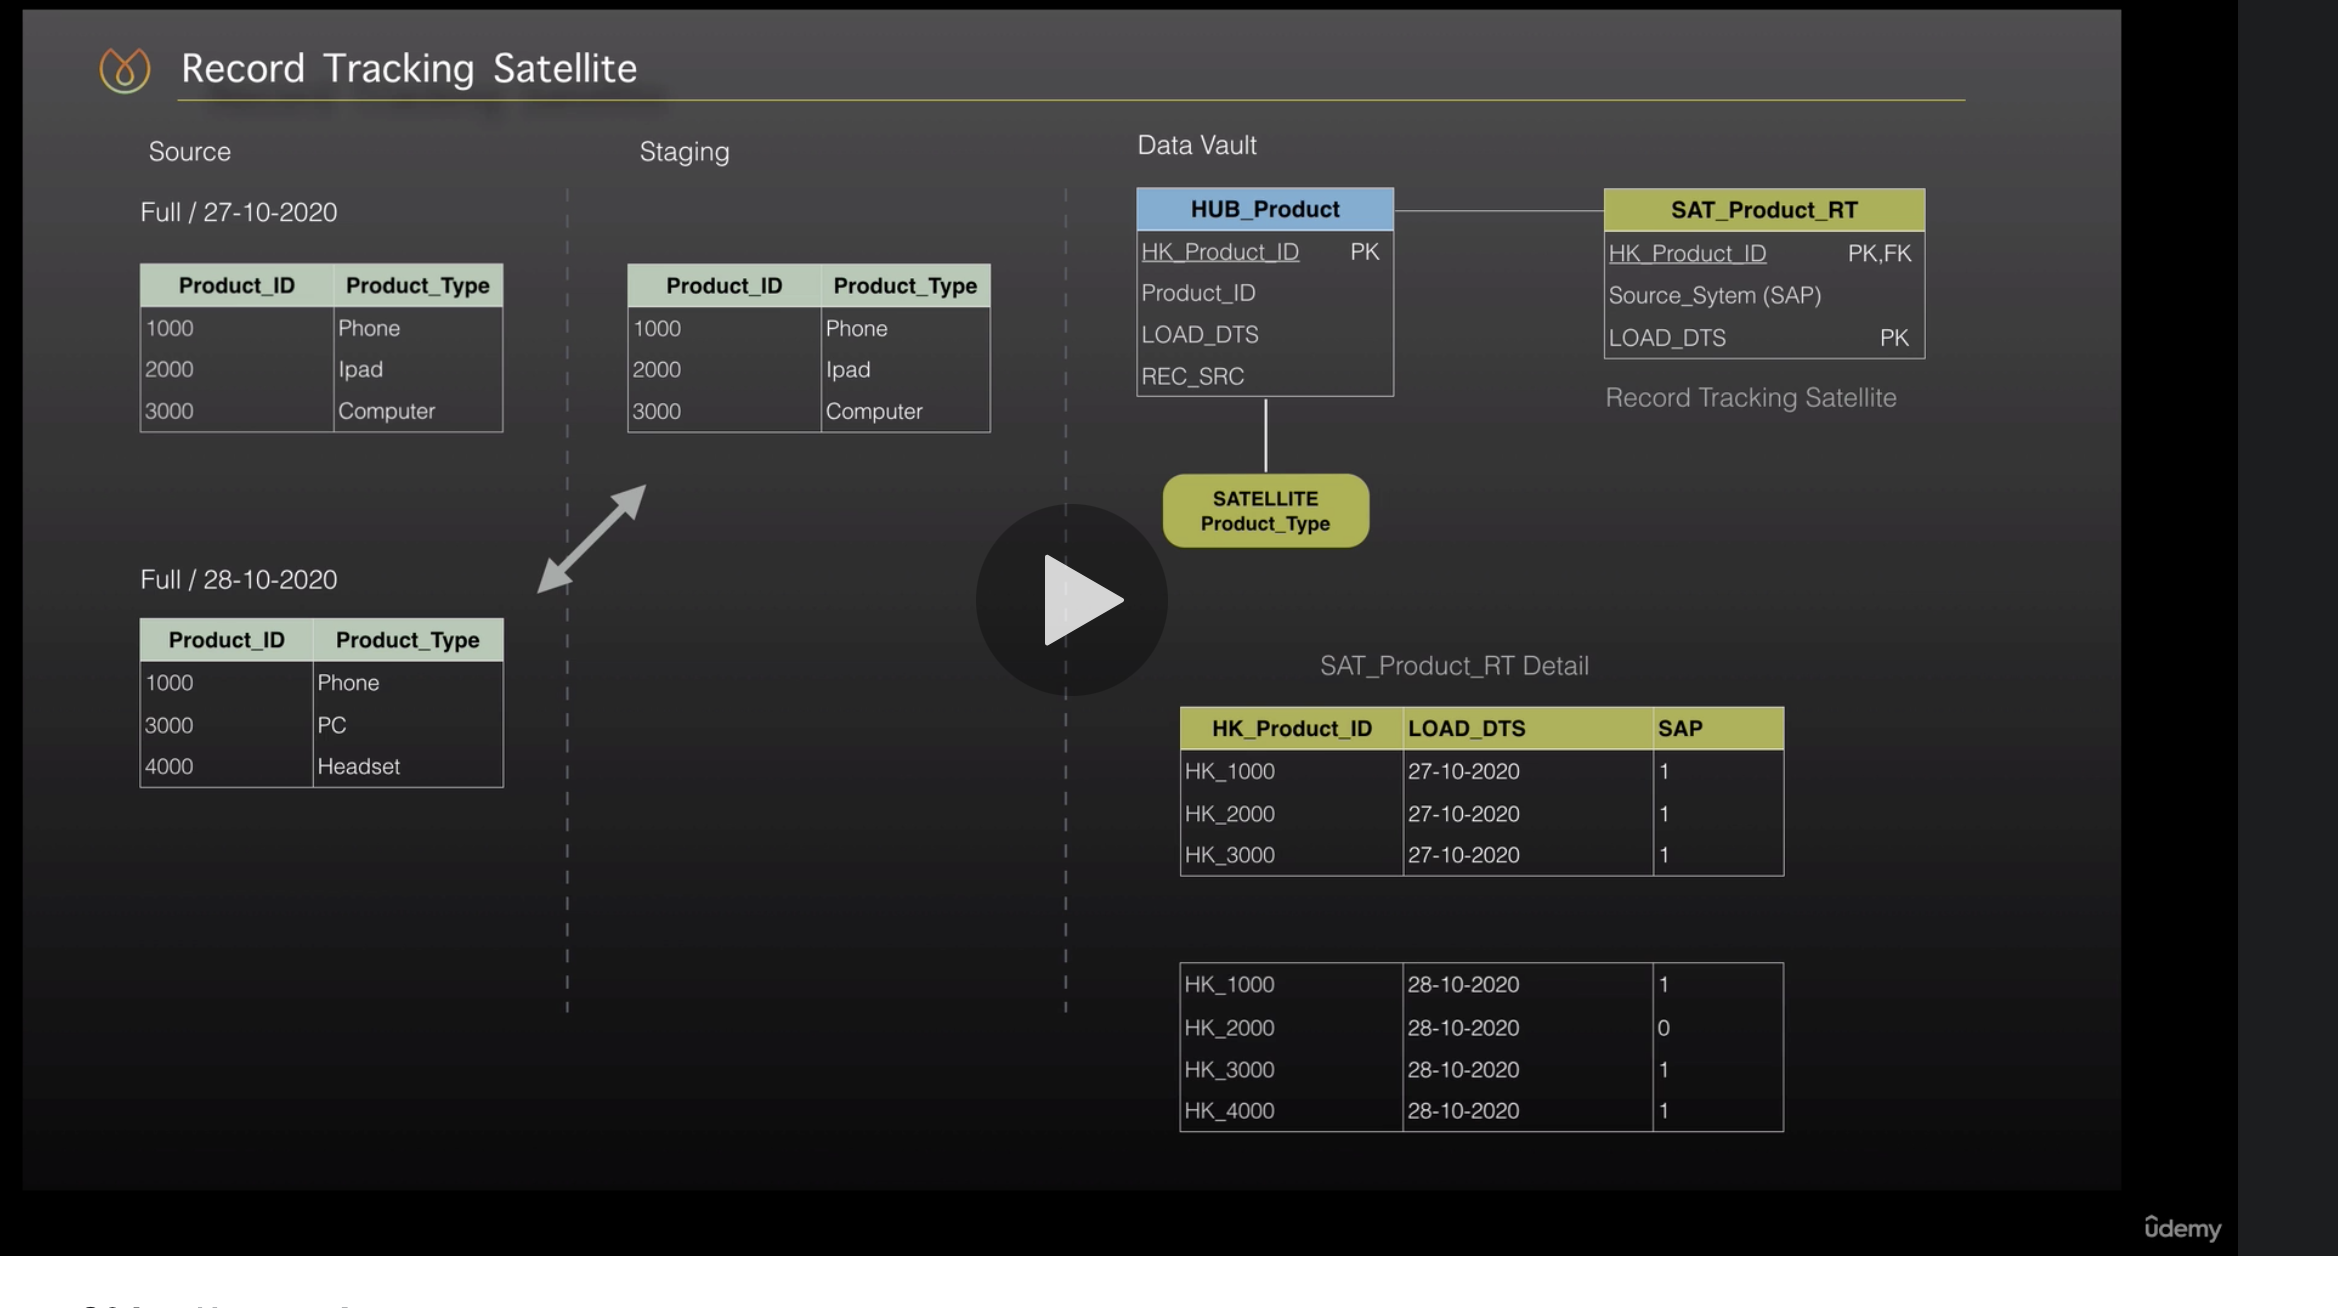 Record Tracking Satellite
Source
Staging
Data Vault
Full / 27-10-2020
Product_ID Product_Type
1000 Phone
2000 Ipad
3000 Computer
Product_ID Product_Type
1000 Phone
2000 Ipad
3000 Computer
HUB_Product
HK_Product_ID PK
Product_ID
LOAD_DTS
REC_SRC
SAT_Product_RT
HK_Product_ID PK,FK
Source_Sytem (SAP)
LOAD_DTS PK
Record Tracking Satellite
SATELLITE
Product_Type
Full / 28-10-2020
Product_ID Product_Type
1000 Phone
3000 PC
4000 Headset
SAT_Product_RT Detail
HK_Product_ID LOAD_DTS SAP
HK_1000 27-10-2020 1
HK_2000 27-10-2020 1
HK_3000 27-10-2020 1
HK_1000 28-10-2020 1
HK_2000 28-10-2020 0
HK_3000 28-10-2020 1
HK_4000 28-10-2020 1
ûdemy